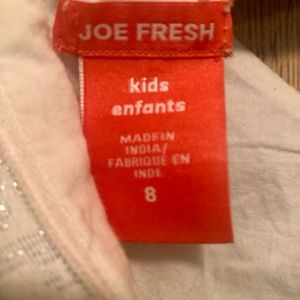 JOE FRESH
kids
enfants
MADE IN
INDIA/
FABRIQUÉ EN
INDE
8